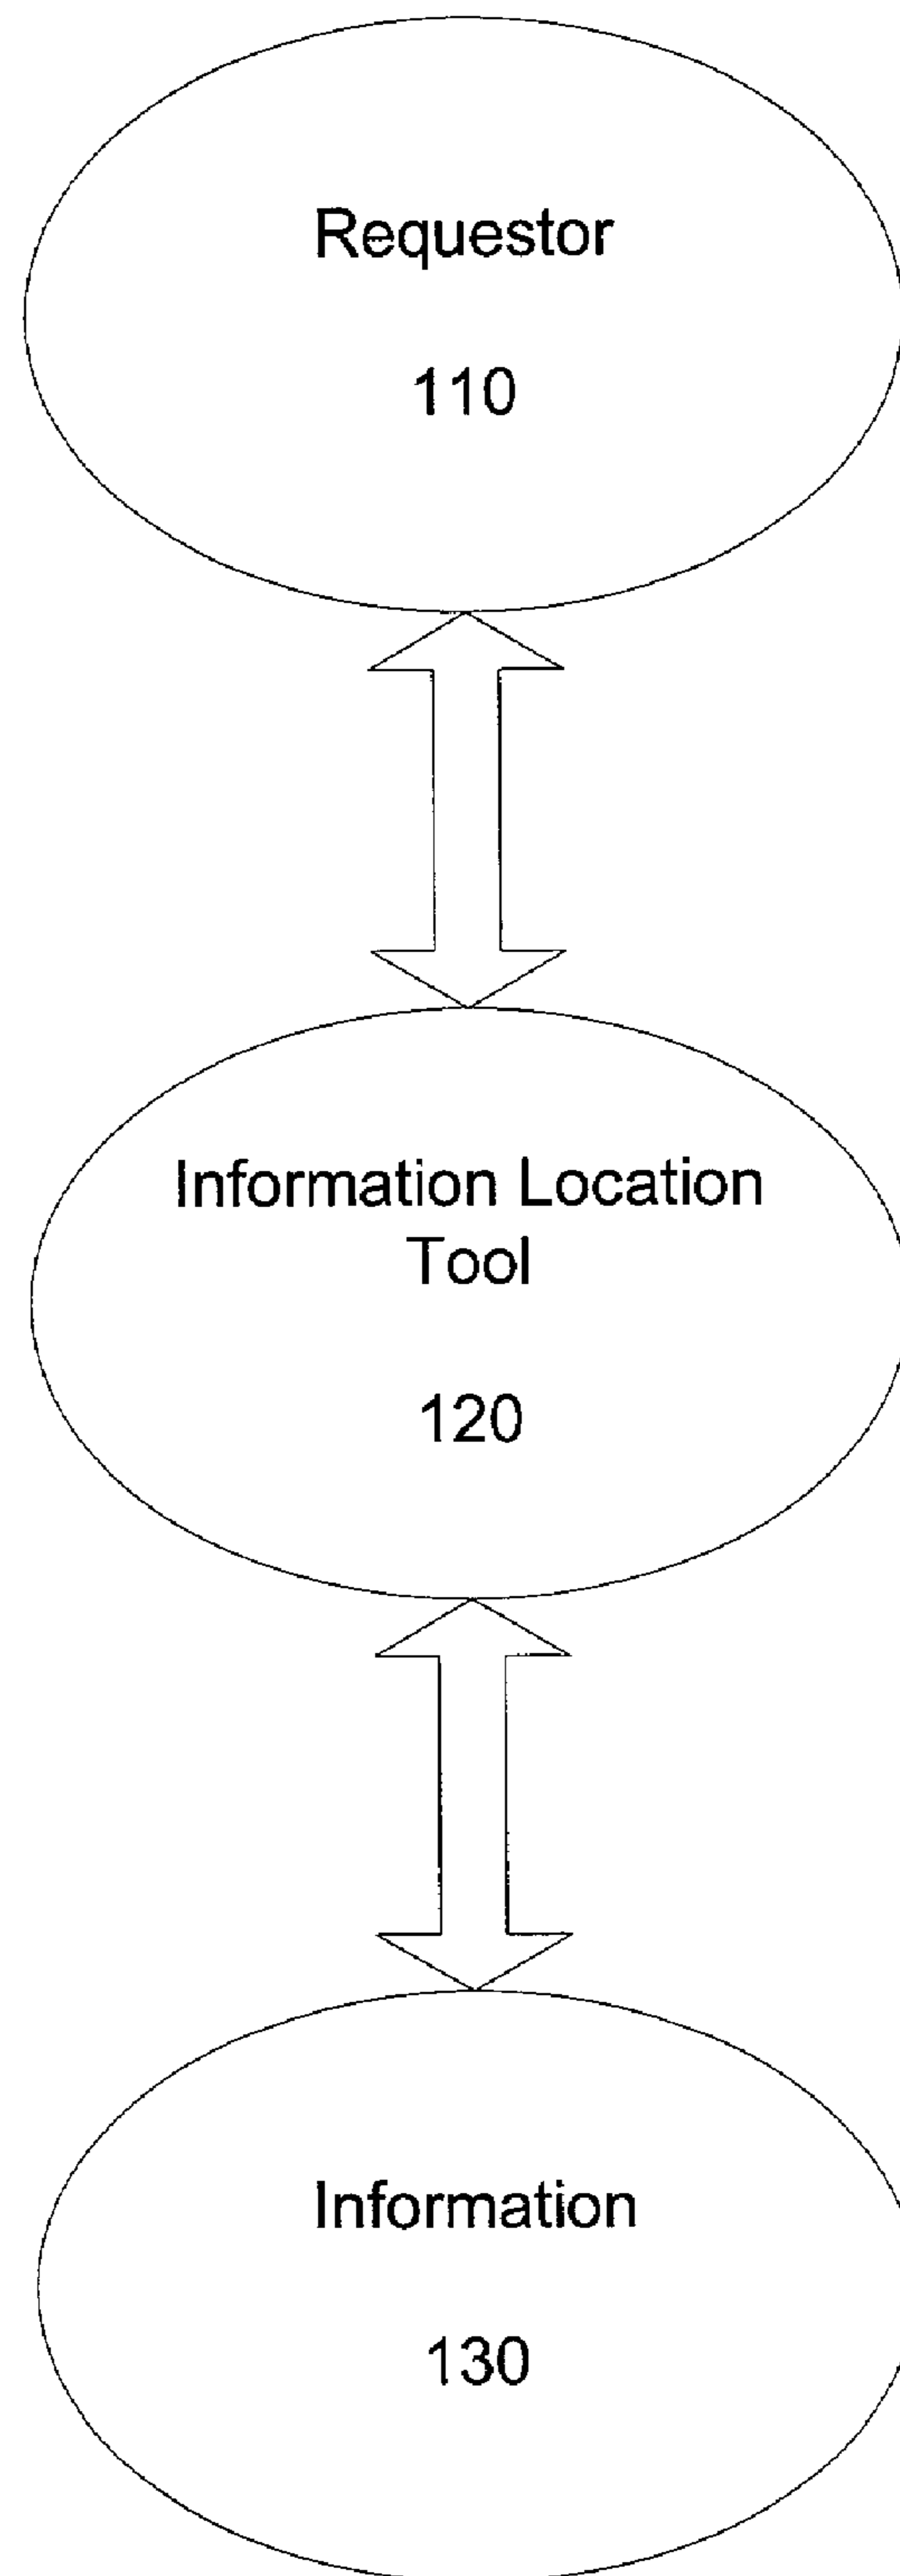 Requestor
110
Information Location
Tool
120
Information
130